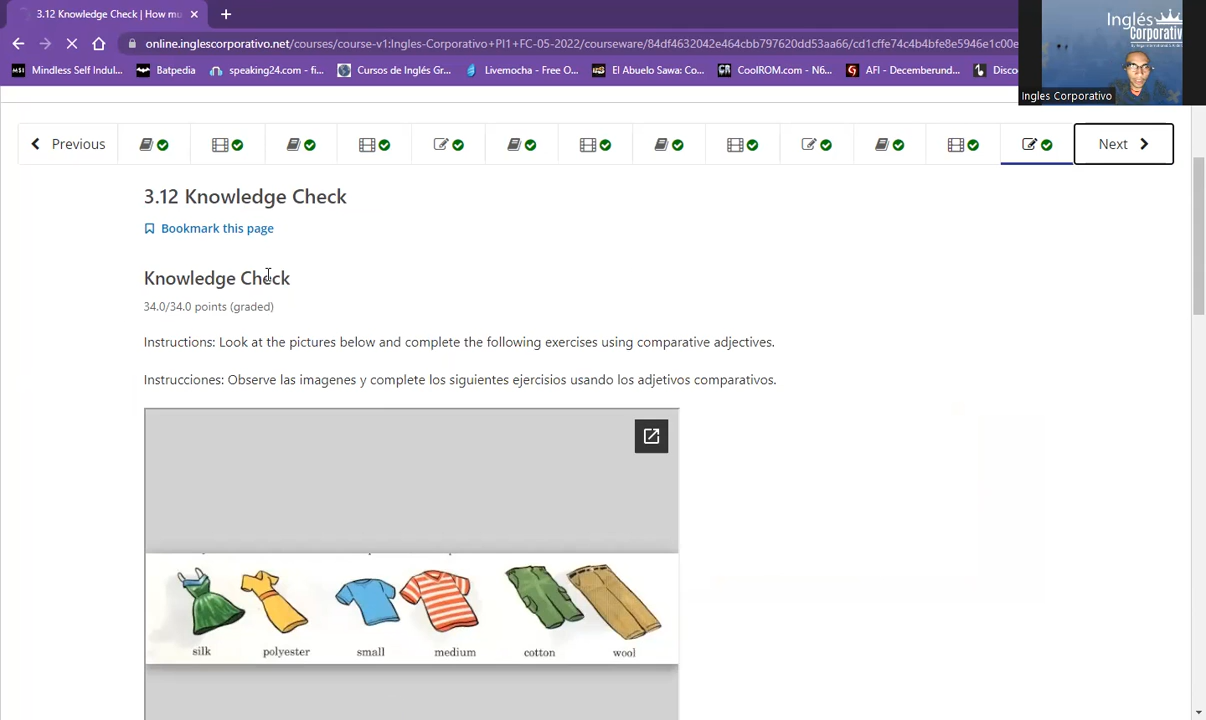 3.12 Knowledge Check | How mu
online.inglescorporativo.net/courses/course-v1:Ingles-Corporativo+PI1+FC-05-2022/courseware/84df4632042e464cbb797620dd53aa66/cd1cffe74c4b4bfe8e5946e1c00e
Mindless Self Indul... Batpedia speaking24.com - fi... Cursos de Inglés Gr... Livemocha - Free O... El Abuelo Sawa: Co... CoolROM.com - N6... AFI - Decemberund... Disco
Inglés
Corporativo
Ingles Corporativo
Previous
Next
3.12 Knowledge Check
Bookmark this page
Knowledge Check
34.0/34.0 points (graded)
Instructions: Look at the pictures below and complete the following exercises using comparative adjectives.
Instrucciones: Observe las imagenes y complete los siguientes ejercisios usando los adjetivos comparativos.
silk polyester small medium cotton wool